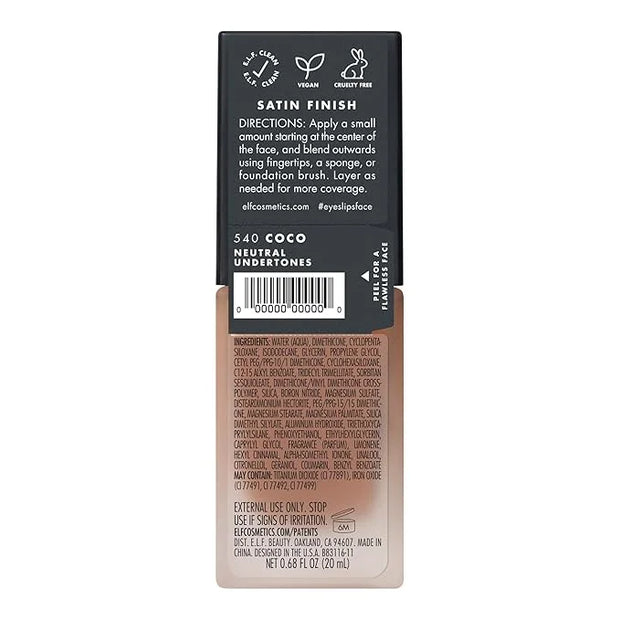 E.L.F. CLEAN
E.L.F. CLEAN
VEGAN
CRUELTY FREE
SATIN FINISH
DIRECTIONS: Apply a small
amount starting at the center of
the face, and blend outwards
using fingertips, a sponge, or
foundation brush. Layer as
needed for more coverage.
elfcosmetics.com #eyeslipsface
540 COCO
NEUTRAL
UNDERTONES
PEEL FOR A
FLAWLESS FACE
0 00000 00000 0
INGREDIENTS: WATER (AQUA), DIMETHICONE, CYCLOPENTA-
SILOXANE, ISODODECANE, GLYCERIN, PROPYLENE GLYCOL,
CETYL PEG/PPG-10/1 DIMETHICONE, CYCLOHEXASILOXANE,
C12-15 ALKYL BENZOATE, TRIDECYL TRIMELLITATE, SORBITAN
SESQUIOLEATE, DIMETHICONE/VINYL DIMETHICONE CROSS-
POLYMER, SILICA, BORON NITRIDE, MAGNESIUM SULFATE,
DISTEARDIMONIUM HECTORITE, PEG/PPG-15/15 DIMETHIC-
ONE, MAGNESIUM STEARATE, MAGNESIUM PALMITATE, SILICA
DIMETHYL SILYLATE, ALUMINUM HYDROXIDE, TRIETHOXYCA-
PRYLYLSILANE, PHENOXYETHANOL, ETHYLHEXYLGLYCERIN,
CAPRYLYL GLYCOL, FRAGRANCE (PARFUM), LIMONENE,
HEXYL CINNAMAL, ALPHA-ISOMETHYL IONONE, LINALOOL,
CITRONELLOL, GERANIOL, COUMARIN, BENZYL BENZOATE
MAY CONTAIN: TITANIUM DIOXIDE (CI 77891), IRON OXIDE
(CI 77491, CI 77492, CI 77499)
EXTERNAL USE ONLY. STOP
USE IF SIGNS OF IRRITATION.
6M
ELFCOSMETICS.COM/PATENTS
DIST. E.L.F. BEAUTY. OAKLAND, CA 94607. MADE IN
CHINA. DESIGNED IN THE U.S.A. B83116-11
NET 0.68 FL OZ (20 mL)